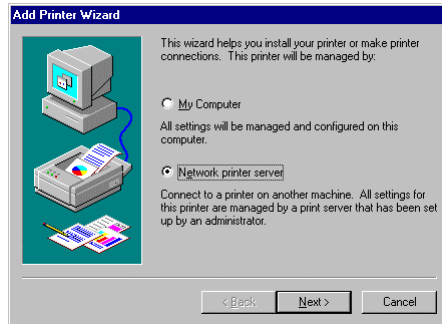 Add Printer Wizard
This wizard helps you install your printer or make printer
connections. This printer will be managed by:
My Computer
All settings will be managed and configured on this
computer.
Network printer server
Connect to a printer on another machine. All settings for
this printer are managed by a print server that has been set
up by an administrator.
< Back
Next >
Cancel